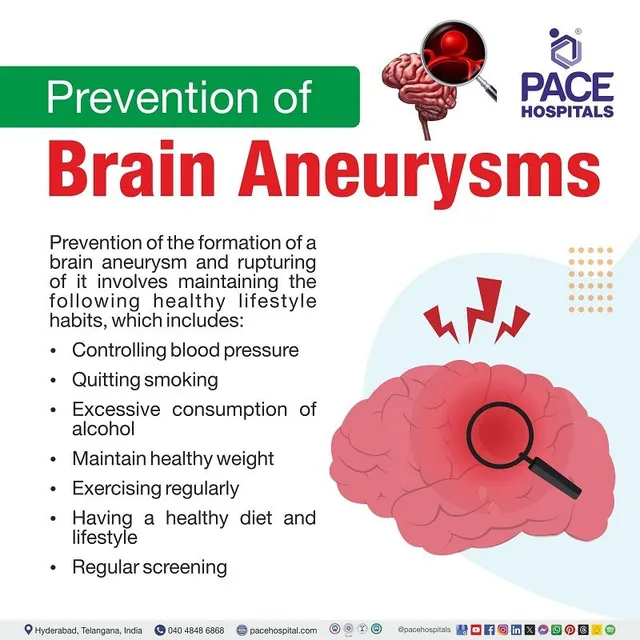 Prevention of
PACE
HOSPITALS
®
Brain Aneurysms
Prevention of the formation of a
brain aneurysm and rupturing
of it involves maintaining the
following healthy lifestyle
habits, which includes:
• Controlling blood pressure
• Quitting smoking
• Excessive consumption of
alcohol
• Maintain healthy weight
• Exercising regularly
• Having a healthy diet and
lifestyle
• Regular screening
Hyderabad, Telangana, India 040 4848 6868 pacehospital.com @pacehospitals